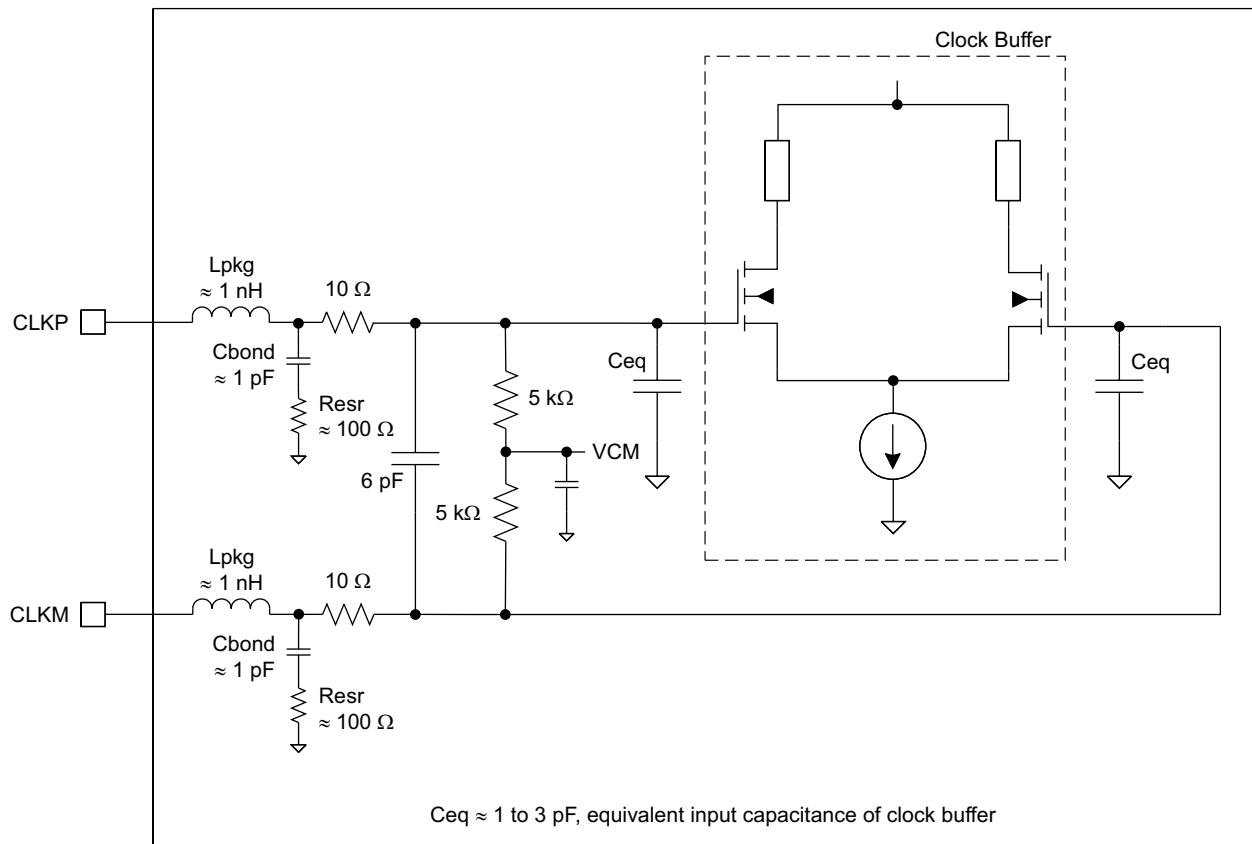 Clock Buffer
Lpkg
≈ 1 nH
10 Ω
CLKP
Cbond
≈ 1 pF
Resr
≈ 100 Ω
6 pF
5 kΩ
VCM
5 kΩ
Ceq
Ceq
Lpkg
≈ 1 nH
10 Ω
CLKM
Cbond
≈ 1 pF
Resr
≈ 100 Ω
Ceq ≈ 1 to 3 pF, equivalent input capacitance of clock buffer